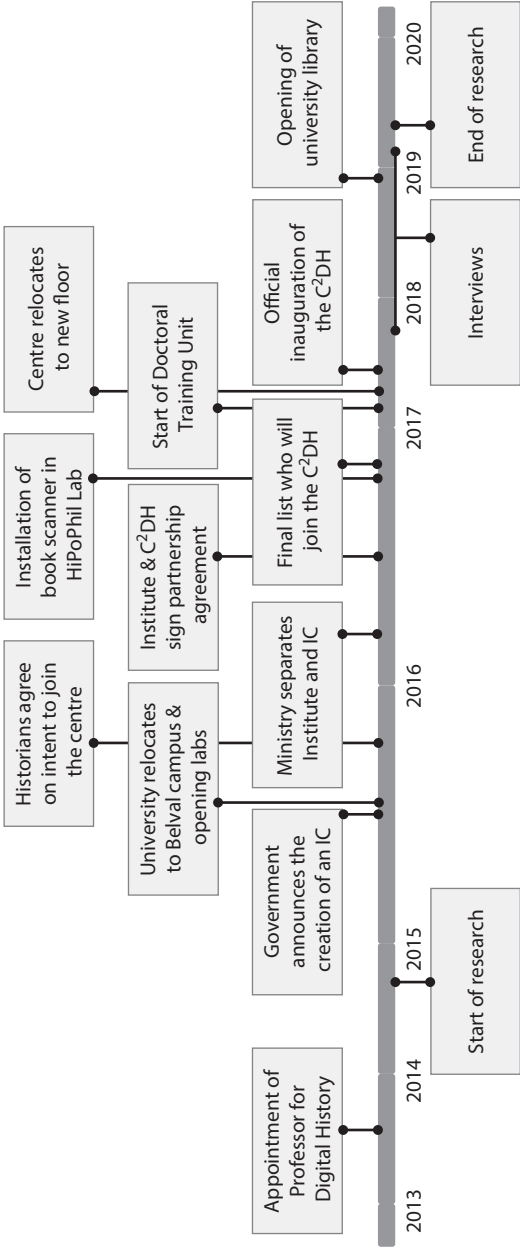 Historians agree
on intent to join
the centre
Installation of
book scanner in
HiPoPhil Lab
Centre relocates
to new floor
University relocates
to Belval campus &
opening labs
Institute & C²DH
sign partnership
agreement
Start of Doctoral
Training Unit
Appointment of
Professor for
Digital History
Government
announces the
creation of an IC
Ministry separates
Institute and IC
Final list who will
join the C²DH
Official
inauguration of
the C²DH
Opening of
university library
2013
2014
2015
2016
2017
2018
2019
2020
Start of research
Interviews
End of research